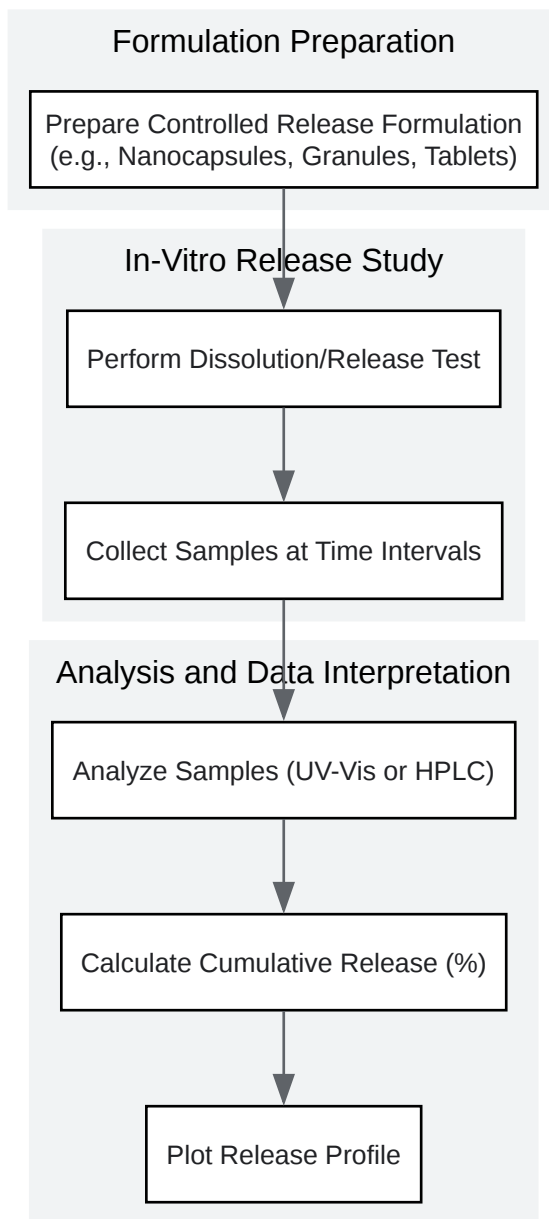 Formulation Preparation
Prepare Controlled Release Formulation
(e.g., Nanocapsules, Granules, Tablets)
In-Vitro Release Study
Perform Dissolution/Release Test
Collect Samples at Time Intervals
Analysis and Data Interpretation
Analyze Samples (UV-Vis or HPLC)
Calculate Cumulative Release (%)
Plot Release Profile